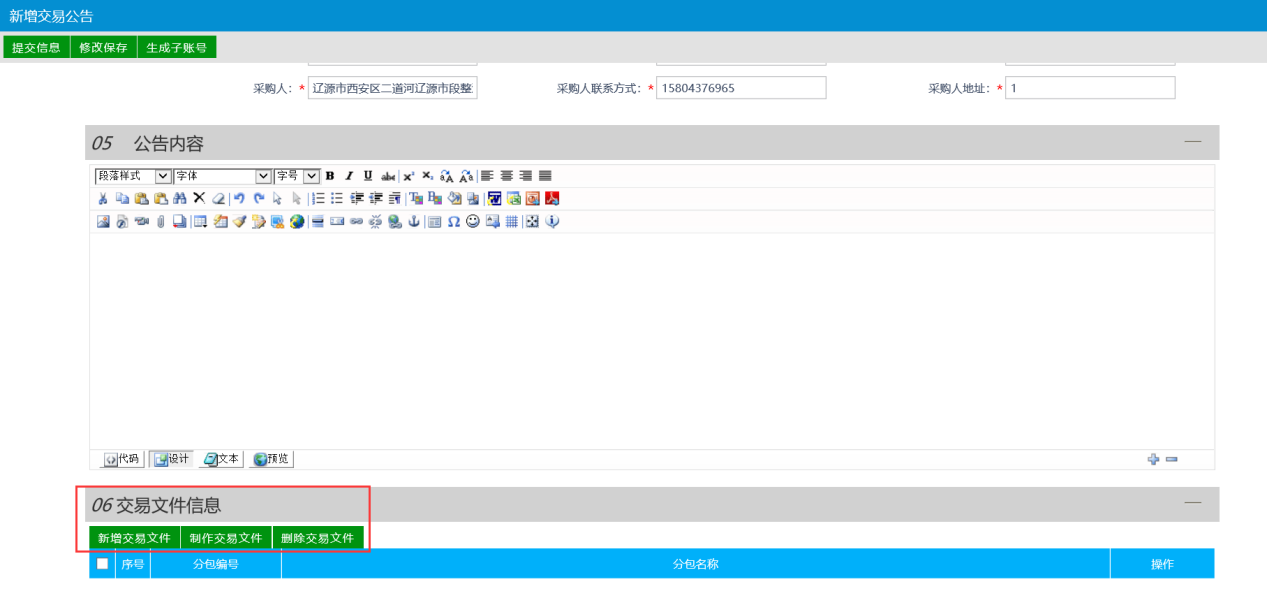 新增交易公告
提交信息 修改保存 生成子账号
采购人: * 辽源市西安区二道河辽源市段整 采购人联系方式: * 15804376965 采购人地址: * 1
05 公告内容
段落样式 字体 字号
代码 设计 文本 预览
06 交易文件信息
新增交易文件 制作交易文件 删除交易文件
序号 分包编号 分包名称 操作